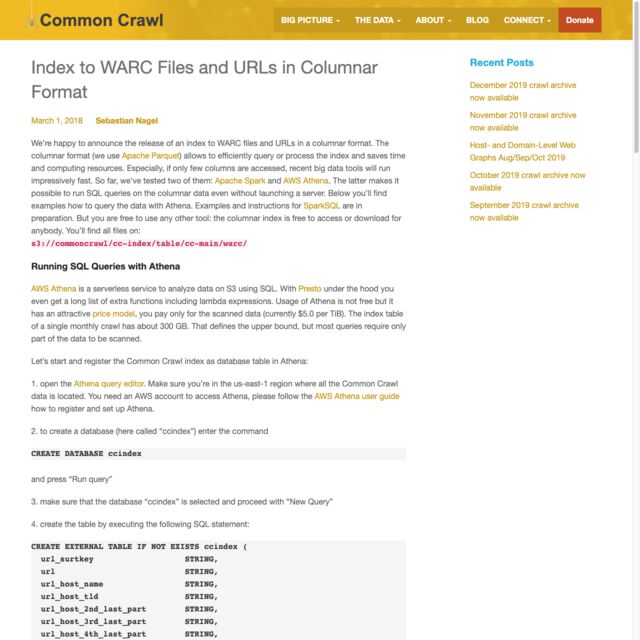 Common Crawl
BIG PICTURE
THE DATA
ABOUT
BLOG
CONNECT
Donate
Index to WARC Files and URLs in Columnar
Format
March 1, 2018 Sebastian Nagel
We're happy to announce the release of an index to WARC files and URLs in a columnar format. The
columnar format (we use Apache Parquet) allows to efficiently query or process the index and saves time
and computing resources. Especially, if only few columns are accessed, recent big data tools will run
impressively fast. So far, we've tested two of them: Apache Spark and AWS Athena. The latter makes it
possible to run SQL queries on the columnar data even without launching a server. Below you'll find
examples how to query the data with Athena. Examples and instructions for SparkSQL are in
preparation. But you are free to use any other tool: the columnar index is free to access or download for
anybody. You'll find all files on:
s3://commoncrawl/cc-index/table/cc-main/warc/
Running SQL Queries with Athena
AWS Athena is a serverless service to analyze data on S3 using SQL. With Presto under the hood you
even get a long list of extra functions including lambda expressions. Usage of Athena is not free but it
has an attractive price model, you pay only for the scanned data (currently $5.0 per TiB). The index table
of a single monthly crawl has about 300 GB. That defines the upper bound, but most queries require only
part of the data to be scanned.
Let's start and register the Common Crawl index as database table in Athena:
1. open the Athena query editor. Make sure you're in the us-east-1 region where all the Common Crawl
data is located. You need an AWS account to access Athena, please follow the AWS Athena user guide
how to register and set up Athena.
2. to create a database (here called "ccindex") enter the command
CREATE DATABASE ccindex
and press "Run query"
3. make sure that the database "ccindex" is selected and proceed with "New Query"
4. create the table by executing the following SQL statement:
CREATE EXTERNAL TABLE IF NOT EXISTS ccindex (
url_surtkey STRING,
url STRING,
url_host_name STRING,
url_host_tld STRING,
url_host_2nd_last_part STRING,
url_host_3rd_last_part STRING,
url_host_4th_last_part STRING,
Recent Posts
December 2019 crawl archive
now available
November 2019 crawl archive
now available
Host- and Domain-Level Web
Graphs Aug/Sep/Oct 2019
October 2019 crawl archive now
available
September 2019 crawl archive
now available